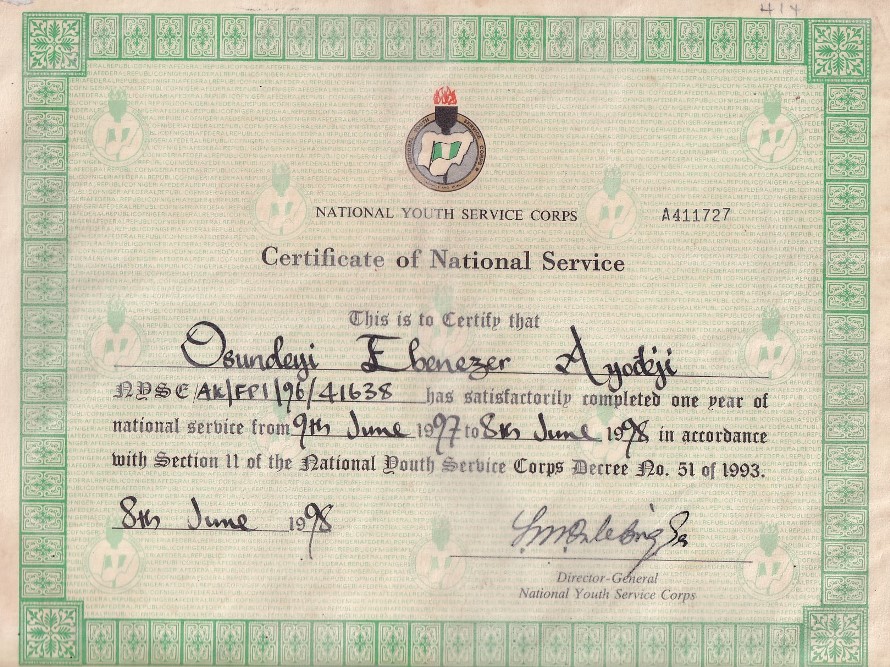 414
NATIONAL YOUTH SERVICE CORPS
A411727
Certificate of National Service
This is to Certify that
Osundeyi Ebenezer Ayodeji
NYSC/AK/FPI/96/41638 has satisfactorily completed one year of
national service from 9th June 1997 to 8th June 1998 in accordance
with Section 11 of the National Youth Service Corps Decree No. 51 of 1993.
8th June 1998
Director-General
National Youth Service Corps